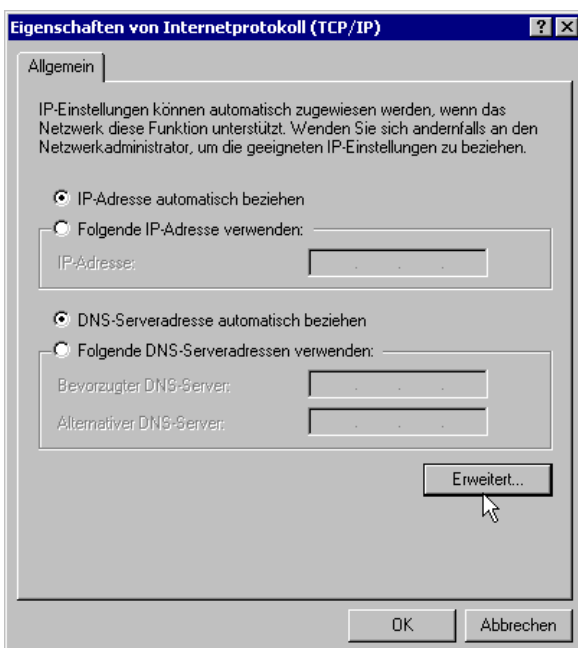 Eigenschaften von Internetprotokoll (TCP/IP)
Allgemein
IP-Einstellungen können automatisch zugewiesen werden, wenn das
Netzwerk diese Funktion unterstützt. Wenden Sie sich andernfalls an den
Netzwerkadministrator, um die geeigneten IP-Einstellungen zu beziehen.
IP-Adresse automatisch beziehen
Folgende IP-Adresse verwenden:
IP-Adresse:
DNS-Serveradresse automatisch beziehen
Folgende DNS-Serveradressen verwenden:
Bevorzugter DNS-Server:
Alternativer DNS-Server:
Erweitert...
OK Abbrechen